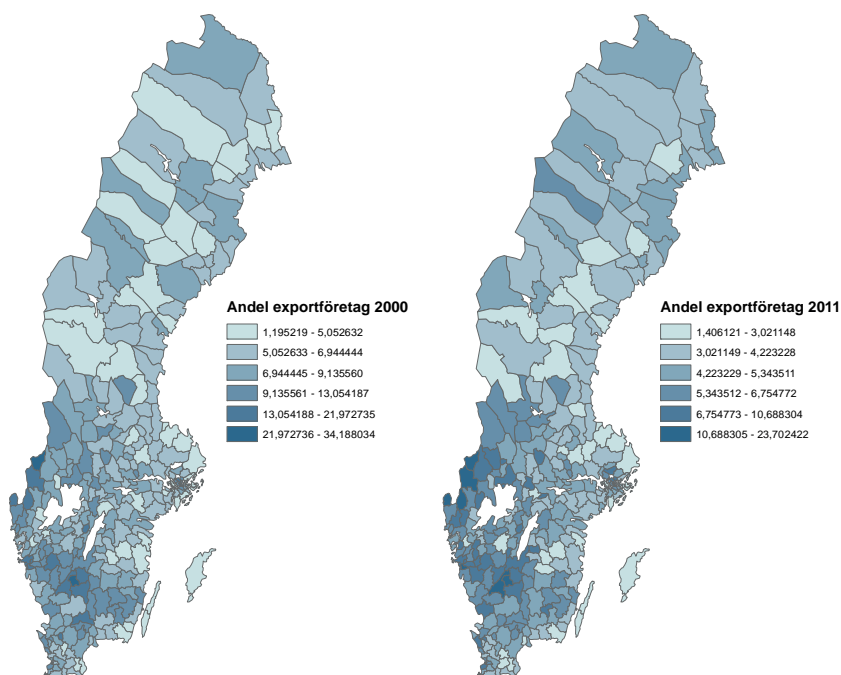 Andel exportföretag 2000
1,195219 - 5,052632
5,052633 - 6,944444
6,944445 - 9,135560
9,135561 - 13,054187
13,054188 - 21,972735
21,972736 - 34,188034
Andel exportföretag 2011
1,406121 - 3,021148
3,021149 - 4,223228
4,223229 - 5,343511
5,343512 - 6,754772
6,754773 - 10,688304
10,688305 - 23,702422